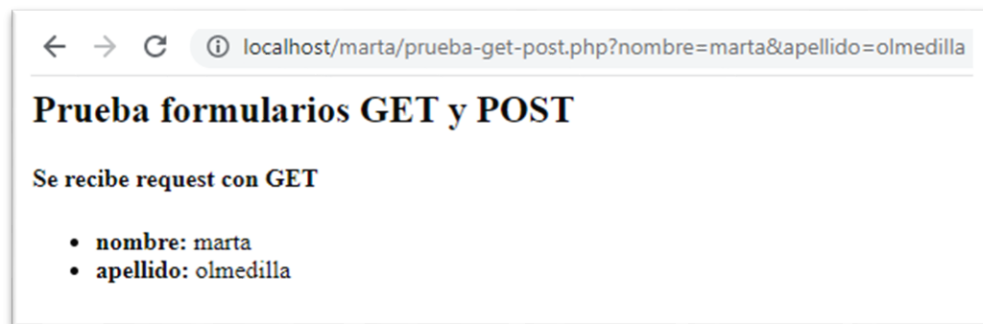 localhost/marta/prueba-get-post.php?nombre=marta&apellido=olmedilla
Prueba formularios GET y POST
Se recibe request con GET
nombre: marta
apellido: olmedilla